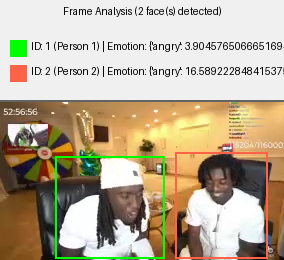 Frame Analysis (2 face(s) detected)
ID: 1 (Person 1) | Emotion: {'angry': 3.904576506665169
ID: 2 (Person 2) | Emotion: {'angry': 16.58922284841537
52:56:56